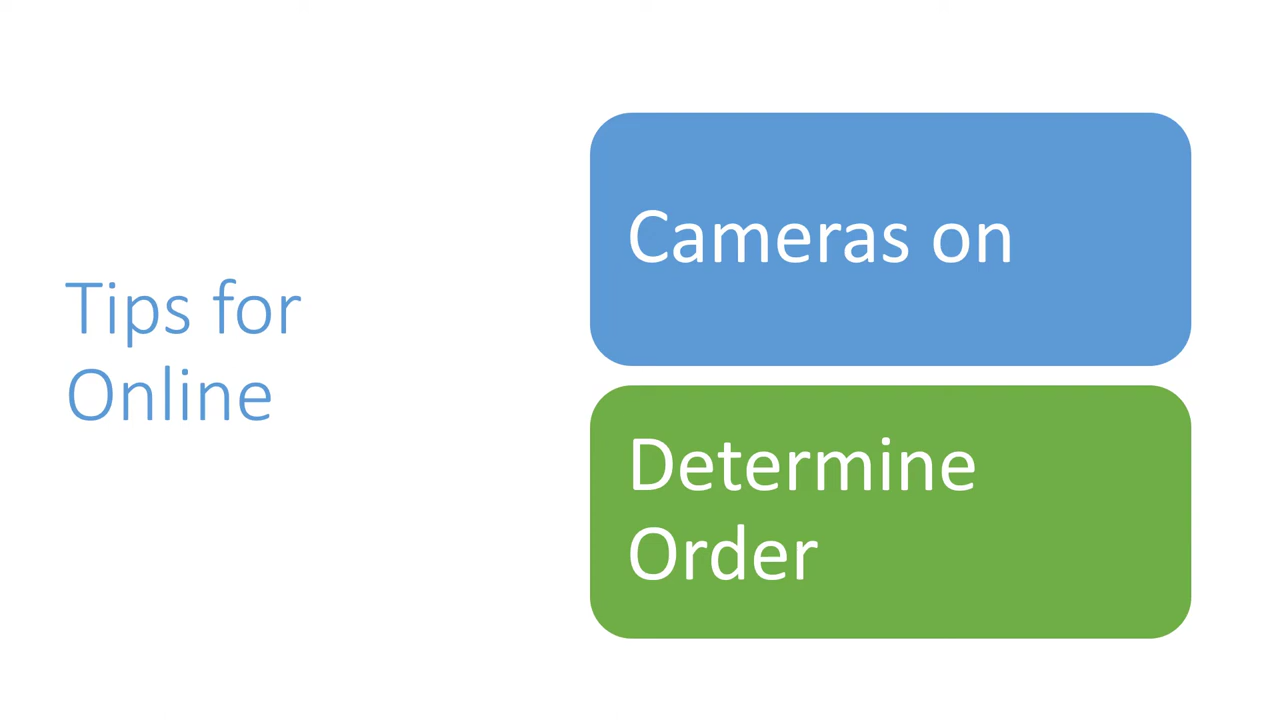 Tips for
Online
Cameras on
Determine
Order